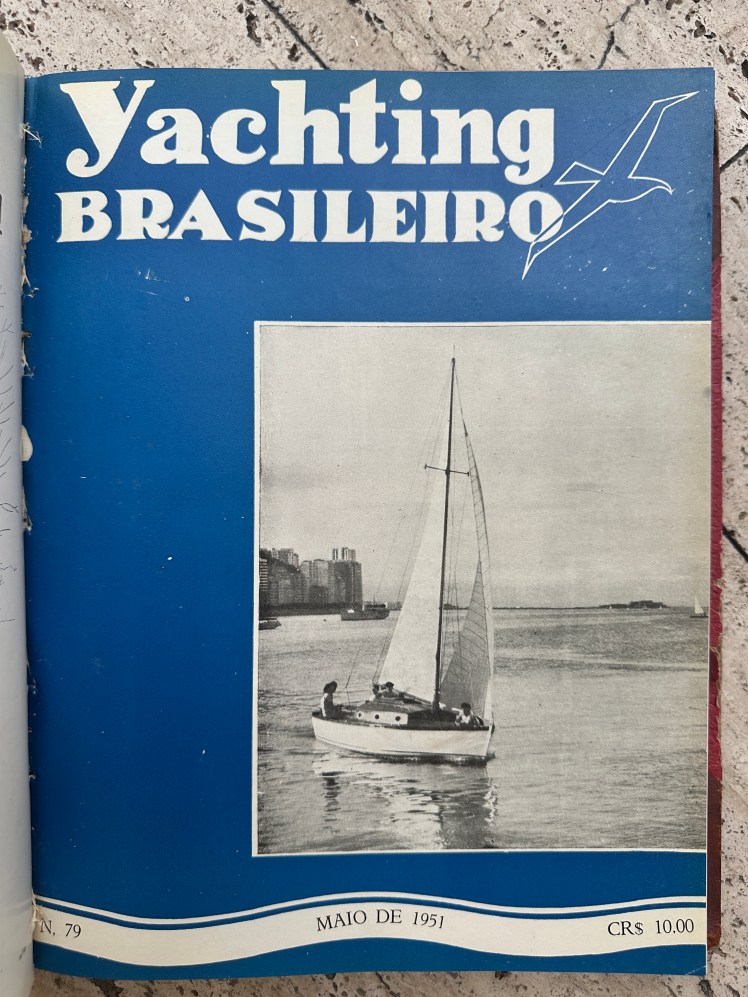 Yachting
BRASILEIRO
N. 79
MAIO DE 1951
CR$ 10,00